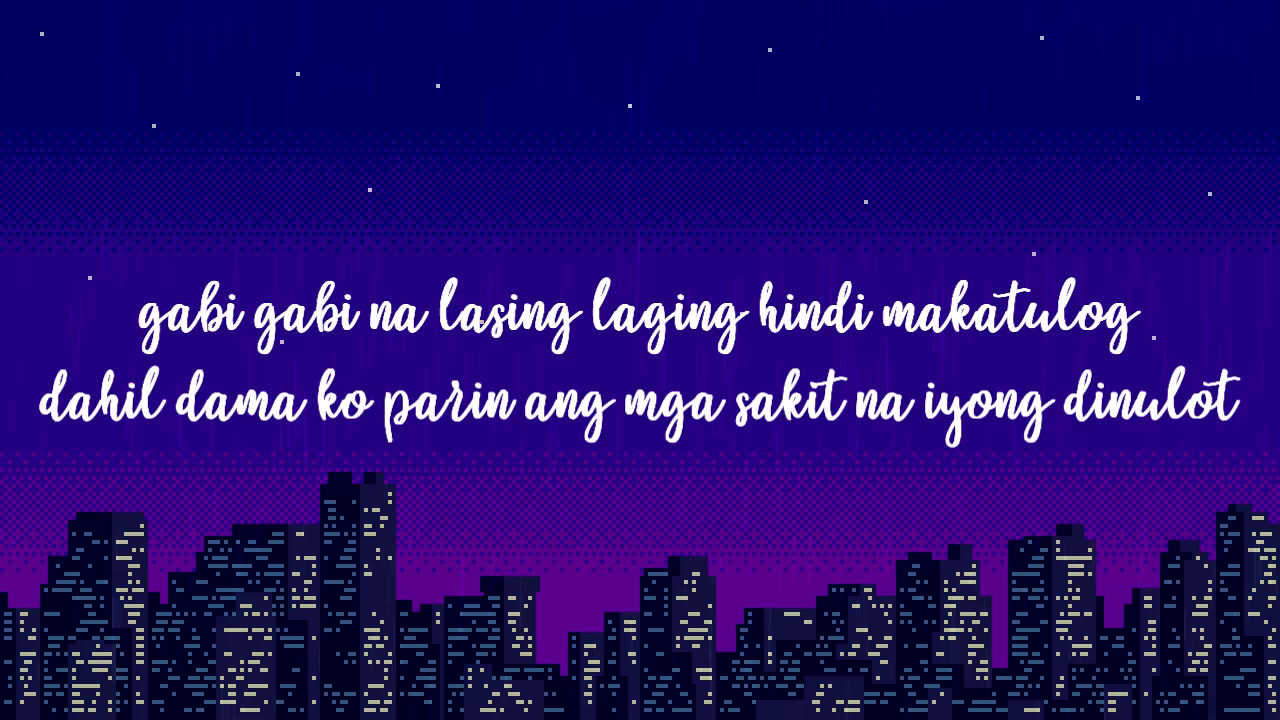 gabi gabi na lasing laging hindi makatulog
dahil dama ko parin ang mga sakit na iyong dinulot